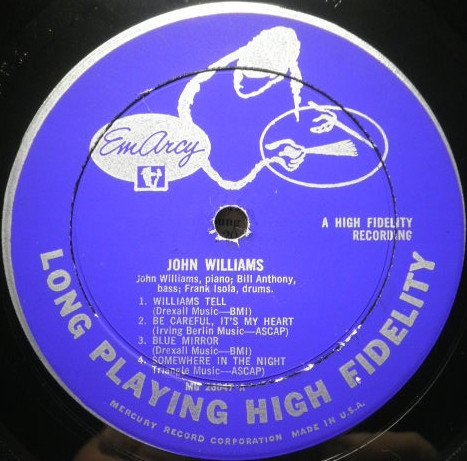 EmArcy
A HIGH FIDELITY
RECORDING
JOHN WILLIAMS
John Williams, piano; Bill Anthony,
bass; Frank Isola, drums.
1. WILLIAMS TELL
(Drexall Music—BMI)
2. BE CAREFUL, IT'S MY HEART
(Irving Berlin Music—ASCAP)
3. BLUE MIRROR
(Drexall Music—BMI)
4. SOMEWHERE IN THE NIGHT
Triangle Music—ASCAP)
MG 26047 A
LONG PLAYING HIGH FIDELITY
MERCURY RECORD CORPORATION MADE IN U.S.A.